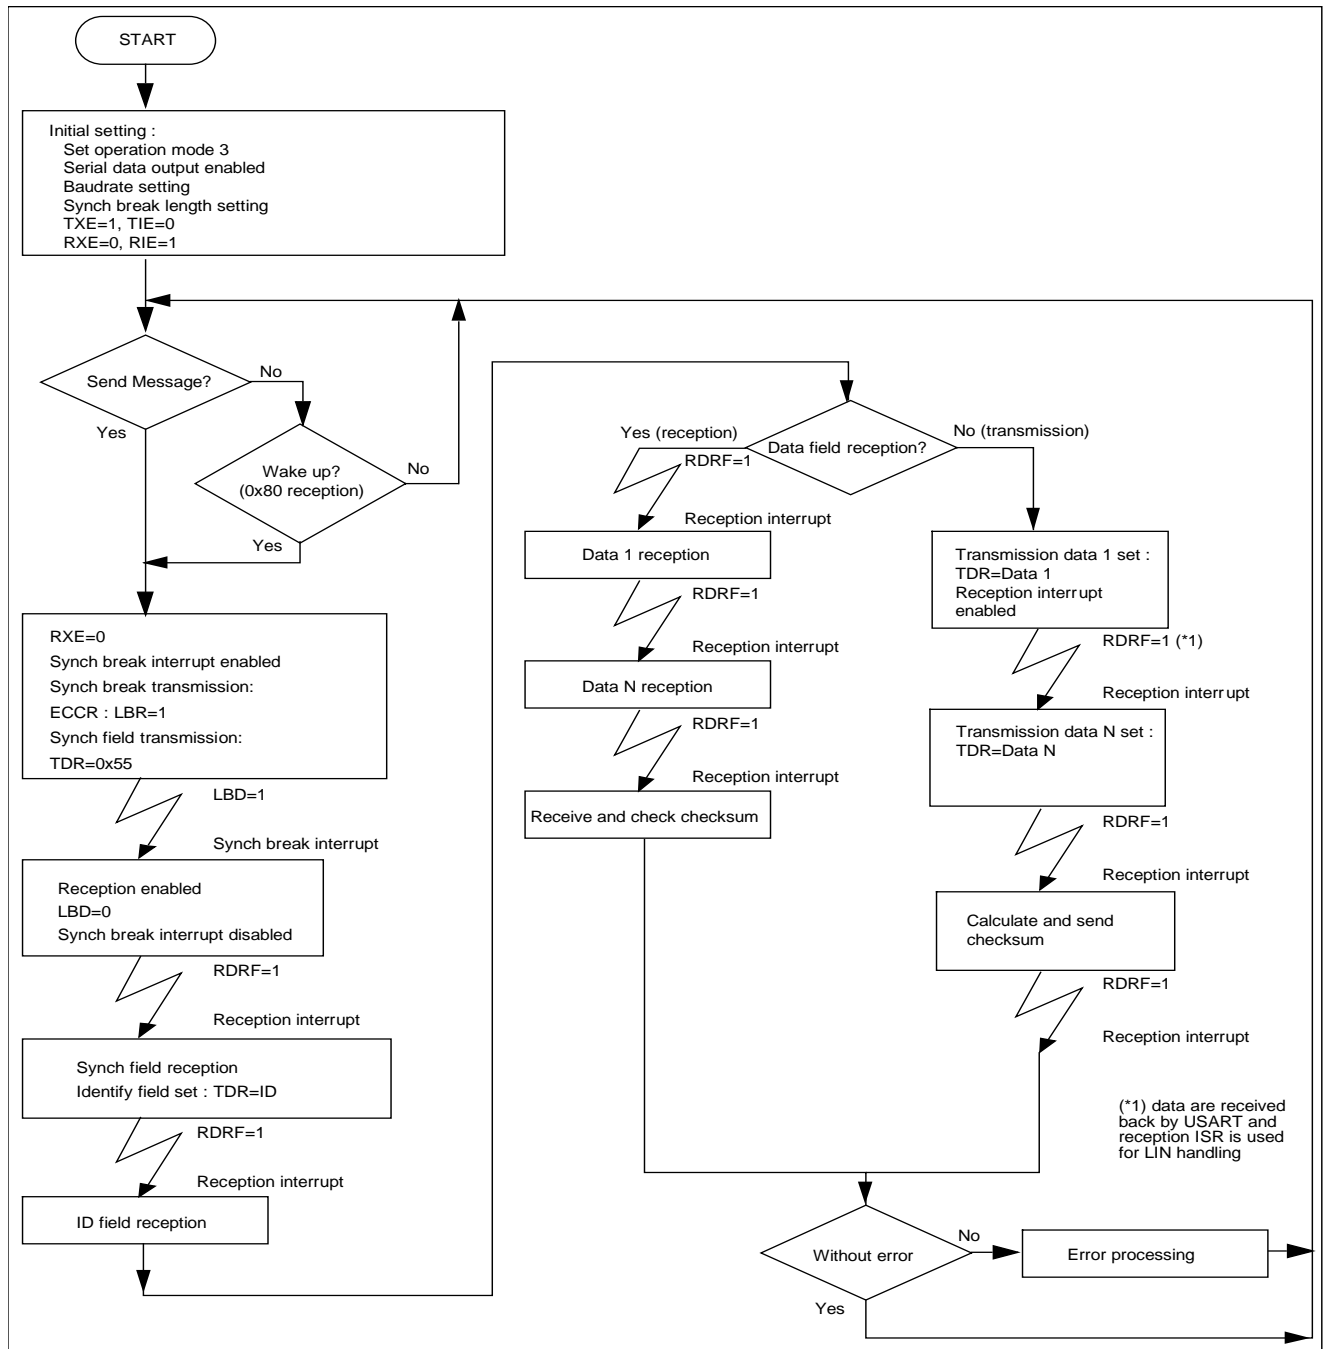 START
Initial setting :
Set operation mode 3
Serial data output enabled
Baudrate setting
Synch break length setting
TXE=1, TIE=0
RXE=0, RIE=1
Send Message?
No
Yes
Wake up?
(0x80 reception)
No
Yes
RXE=0
Synch break interrupt enabled
Synch break transmission:
ECCR : LBR=1
Synch field transmission:
TDR=0x55
LBD=1
Synch break interrupt
Reception enabled
LBD=0
Synch break interrupt disabled
RDRF=1
Reception interrupt
Synch field reception
Identify field set : TDR=ID
RDRF=1
Reception interrupt
ID field reception
Data field reception?
Yes (reception)
No (transmission)
RDRF=1
Reception interrupt
Data 1 reception
RDRF=1
Reception interrupt
Data N reception
RDRF=1
Reception interrupt
Receive and check checksum
Transmission data 1 set :
TDR=Data 1
Reception interrupt
enabled
RDRF=1 (*1)
Reception interrupt
Transmission data N set :
TDR=Data N
RDRF=1
Reception interrupt
Calculate and send
checksum
RDRF=1
Reception interrupt
(*1) data are received
back by USART and
reception ISR is used
for LIN handling
Without error
No
Error processing
Yes